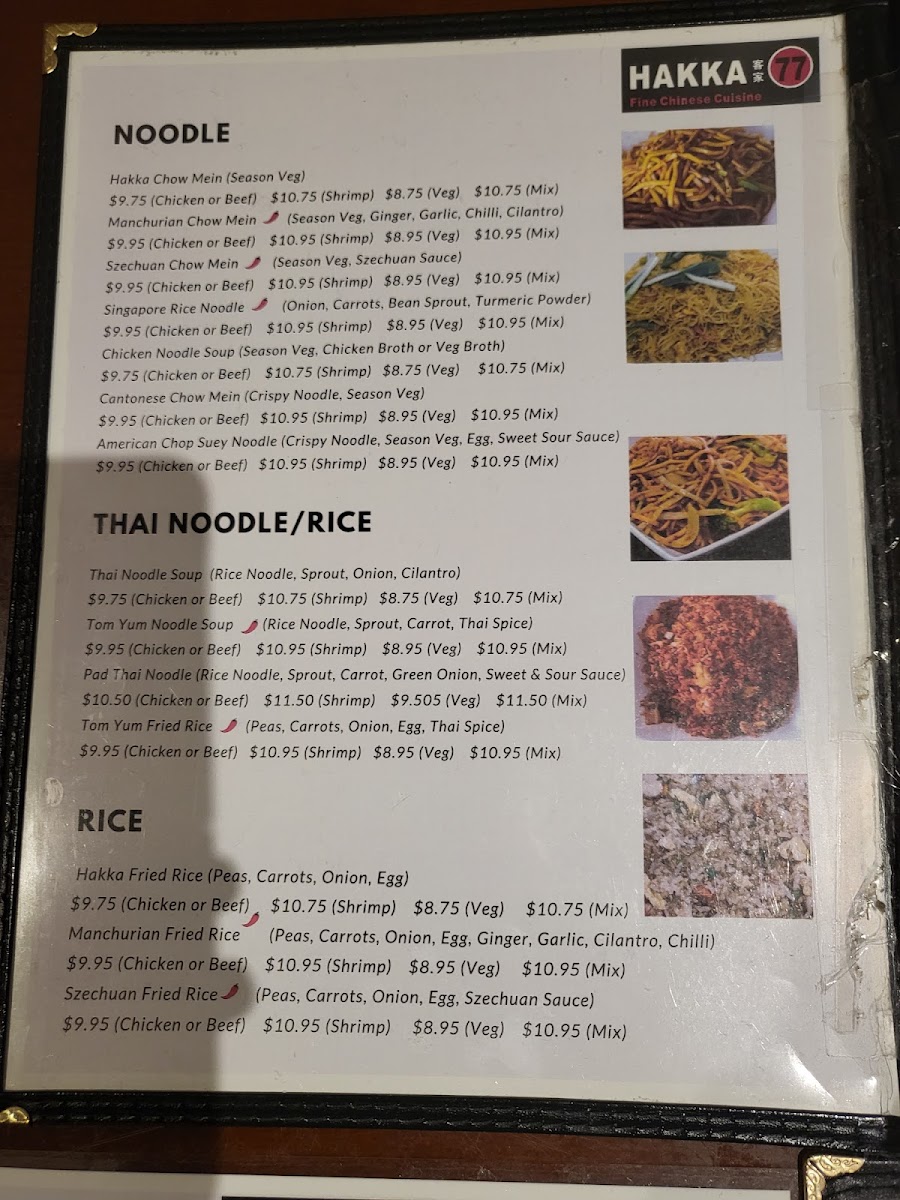 HAKKA 客家 77
Fine Chinese Cuisine
NOODLE
Hakka Chow Mein (Season Veg)
$9.75 (Chicken or Beef) $10.75 (Shrimp) $8.75 (Veg) $10.75 (Mix)
Manchurian Chow Mein (Season Veg, Ginger, Garlic, Chilli, Cilantro)
$9.95 (Chicken or Beef) $10.95 (Shrimp) $8.95 (Veg) $10.95 (Mix)
Szechuan Chow Mein (Season Veg, Szechuan Sauce)
$9.95 (Chicken or Beef) $10.95 (Shrimp) $8.95 (Veg) $10.95 (Mix)
Singapore Rice Noodle (Onion, Carrots, Bean Sprout, Turmeric Powder)
$9.95 (Chicken or Beef) $10.95 (Shrimp) $8.95 (Veg) $10.95 (Mix)
Chicken Noodle Soup (Season Veg, Chicken Broth or Veg Broth)
$9.75 (Chicken or Beef) $10.75 (Shrimp) $8.75 (Veg) $10.75 (Mix)
Cantonese Chow Mein (Crispy Noodle, Season Veg)
$9.95 (Chicken or Beef) $10.95 (Shrimp) $8.95 (Veg) $10.95 (Mix)
American Chop Suey Noodle (Crispy Noodle, Season Veg, Egg, Sweet Sour Sauce)
$9.95 (Chicken or Beef) $10.95 (Shrimp) $8.95 (Veg) $10.95 (Mix)
THAI NOODLE/RICE
Thai Noodle Soup (Rice Noodle, Sprout, Onion, Cilantro)
$9.75 (Chicken or Beef) $10.75 (Shrimp) $8.75 (Veg) $10.75 (Mix)
Tom Yum Noodle Soup (Rice Noodle, Sprout, Carrot, Thai Spice)
$9.95 (Chicken or Beef) $10.95 (Shrimp) $8.95 (Veg) $10.95 (Mix)
Pad Thai Noodle (Rice Noodle, Sprout, Carrot, Green Onion, Sweet & Sour Sauce)
$10.50 (Chicken or Beef) $11.50 (Shrimp) $9.505 (Veg) $11.50 (Mix)
Tom Yum Fried Rice (Peas, Carrots, Onion, Egg, Thai Spice)
$9.95 (Chicken or Beef) $10.95 (Shrimp) $8.95 (Veg) $10.95 (Mix)
RICE
Hakka Fried Rice (Peas, Carrots, Onion, Egg)
$9.75 (Chicken or Beef) $10.75 (Shrimp) $8.75 (Veg) $10.75 (Mix)
Manchurian Fried Rice (Peas, Carrots, Onion, Egg, Ginger, Garlic, Cilantro, Chilli)
$9.95 (Chicken or Beef) $10.95 (Shrimp) $8.95 (Veg) $10.95 (Mix)
Szechuan Fried Rice (Peas, Carrots, Onion, Egg, Szechuan Sauce)
$9.95 (Chicken or Beef) $10.95 (Shrimp) $8.95 (Veg) $10.95 (Mix)